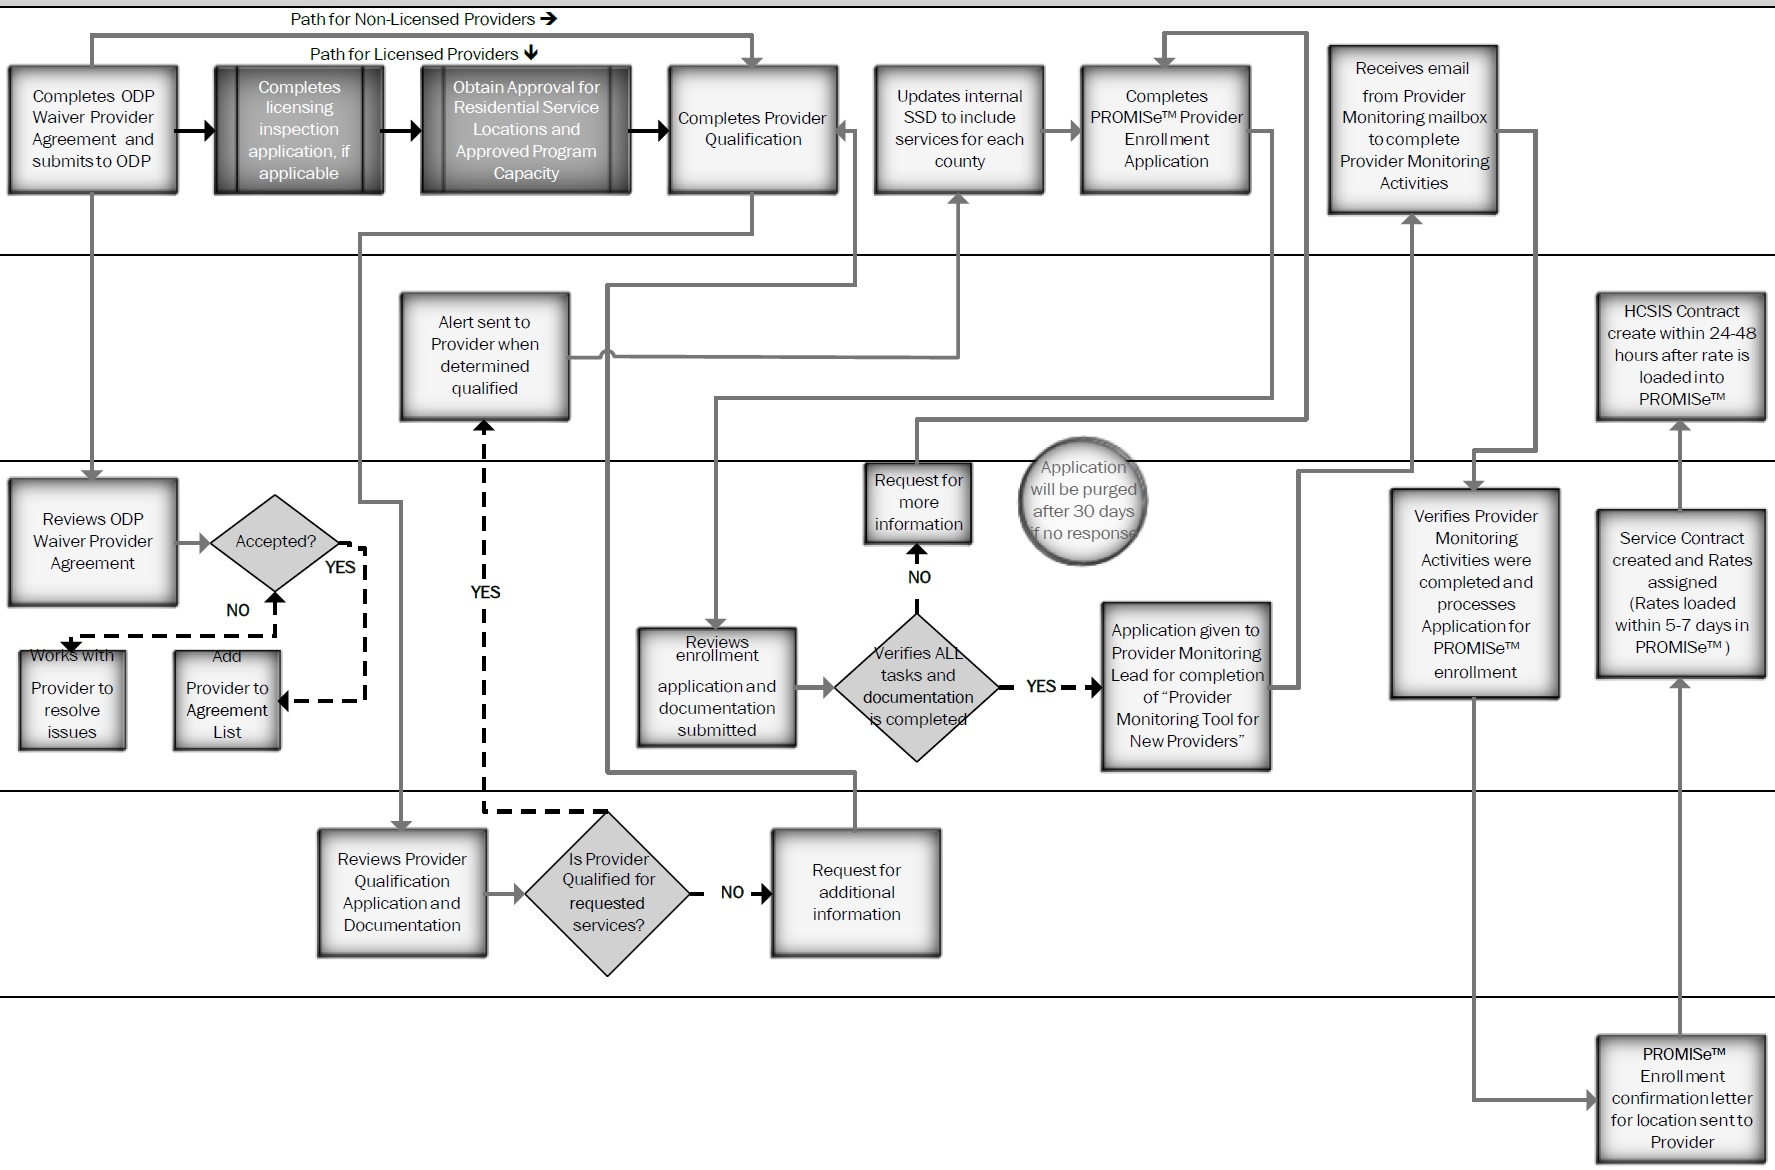 Path for Non-Licensed Providers →
Path for Licensed Providers ↓
Completes ODP
Waiver Provider
Agreement and
submits to ODP
Completes
licensing
inspection
application, if
applicable
Obtain Approval for
Residential Service
Locations and
Approved Program
Capacity
Completes Provider
Qualification
Updates internal
SSD to include
services for each
county
Completes
PROMISe™ Provider
Enrollment
Application
Receives email
from Provider
Monitoring mailbox
to complete
Provider Monitoring
Activities
Alert sent to
Provider when
determined
qualified
HCSIS Contract
create within 24-48
hours after rate is
loaded into
PROMISe™
Reviews ODP
Waiver Provider
Agreement
Accepted?
YES
NO
Works with
Provider to
resolve
issues
Add
Provider to
Agreement
List
YES
Reviews
enrollment
application and
documentation
submitted
Verifies ALL
tasks and
documentation
is completed
NO
Request for
more
information
Application
will be purged
after 30 days
if no response
YES
Application given to
Provider Monitoring
Lead for completion
of “Provider
Monitoring Tool for
New Providers”
Verifies Provider
Monitoring
Activities were
completed and
processes
Application for
PROMISe™
enrollment
Service Contract
created and Rates
assigned
(Rates loaded
within 5-7 days in
PROMISe™ )
Reviews Provider
Qualification
Application and
Documentation
Is Provider
Qualified for
requested
services?
NO
Request for
additional
information
PROMISe™
Enrollment
confirmation letter
for location sent to
Provider